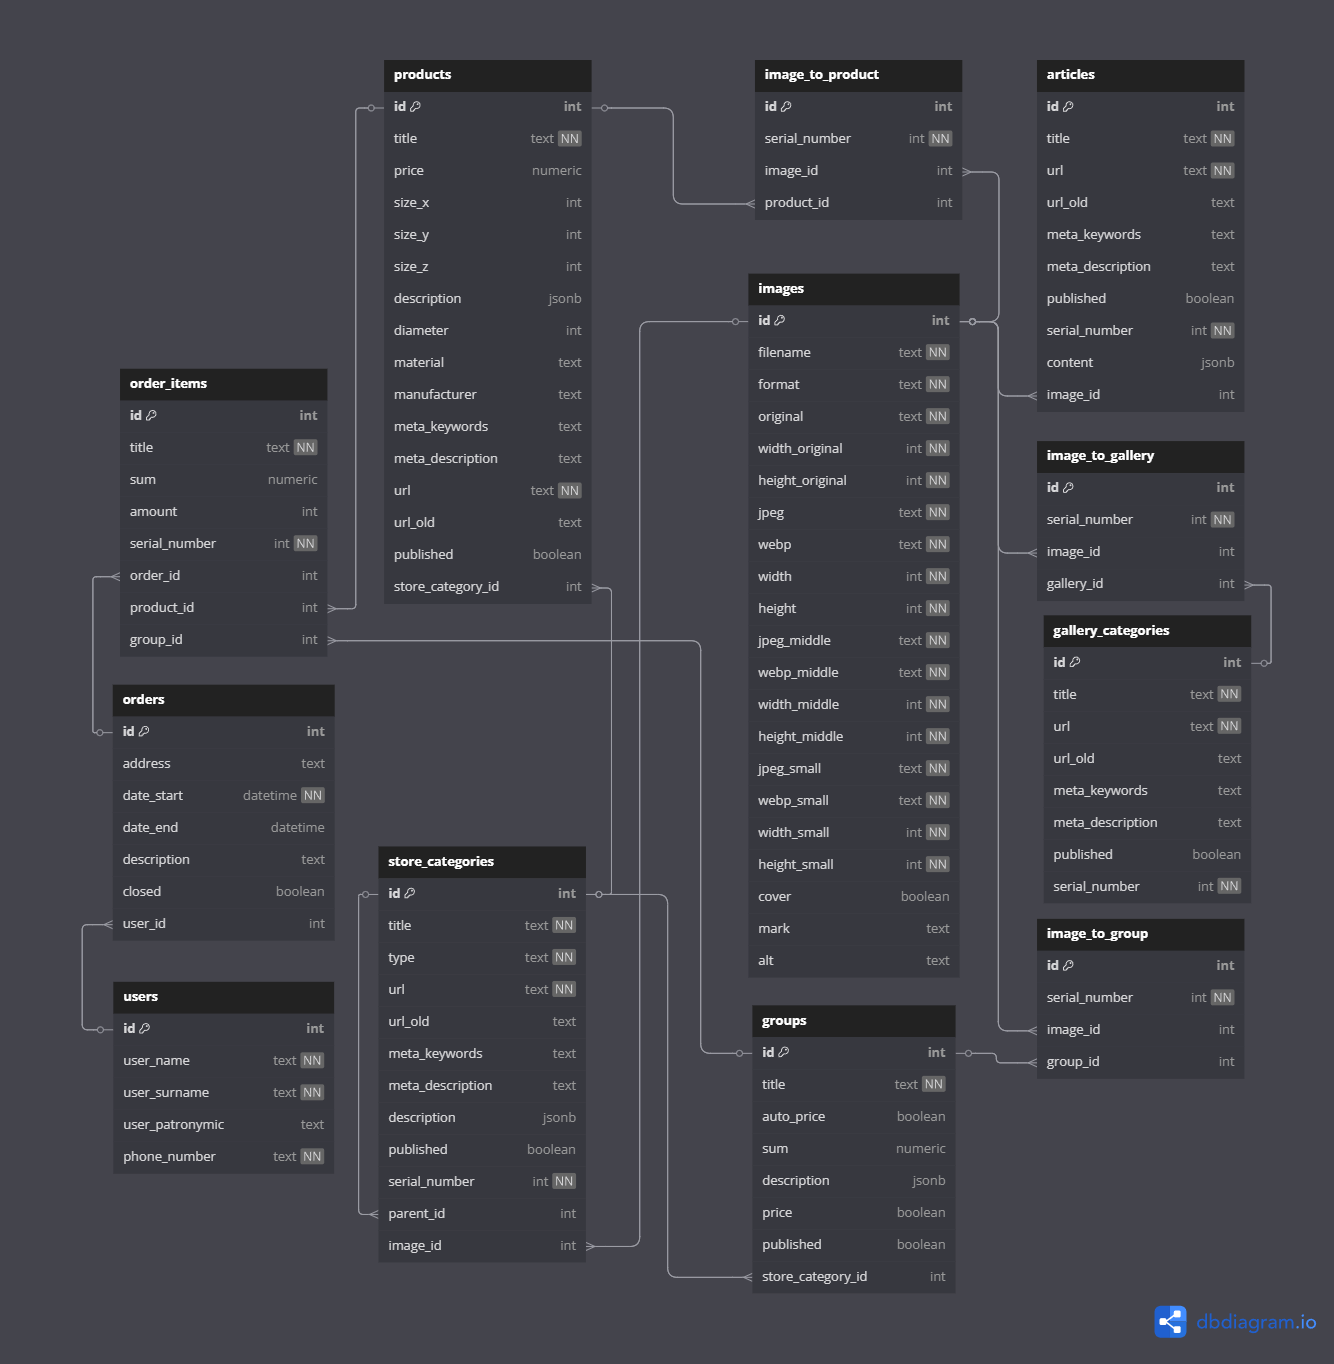 products
id int
title text NN
price numeric
size_x int
size_y int
size_z int
description jsonb
diameter int
material text
manufacturer text
meta_keywords text
meta_description text
url text NN
url_old text
published boolean
store_category_id int
image_to_product
id int
serial_number int NN
image_id int
product_id int
articles
id int
title text NN
url text NN
url_old text
meta_keywords text
meta_description text
published boolean
serial_number int NN
content jsonb
image_id int
images
id int
filename text NN
format text NN
original text NN
width_original int NN
height_original int NN
jpeg text NN
webp text NN
width int NN
height int NN
jpeg_middle text NN
webp_middle text NN
width_middle int NN
height_middle int NN
jpeg_small text NN
webp_small text NN
width_small int NN
height_small int NN
cover boolean
mark text
alt text
order_items
id int
title text NN
sum numeric
amount int
serial_number int NN
order_id int
product_id int
group_id int
image_to_gallery
id int
serial_number int NN
image_id int
gallery_id int
gallery_categories
id int
title text NN
url text NN
url_old text
meta_keywords text
meta_description text
published boolean
serial_number int NN
orders
id int
address text
date_start datetime NN
date_end datetime
description text
closed boolean
user_id int
store_categories
id int
title text NN
type text NN
url text NN
url_old text
meta_keywords text
meta_description text
description jsonb
published boolean
serial_number int NN
parent_id int
image_id int
image_to_group
id int
serial_number int NN
image_id int
group_id int
users
id int
user_name text NN
user_surname text NN
user_patronymic text
phone_number text NN
groups
id int
title text NN
auto_price boolean
sum numeric
description jsonb
price boolean
published boolean
store_category_id int
dbdiagram.io